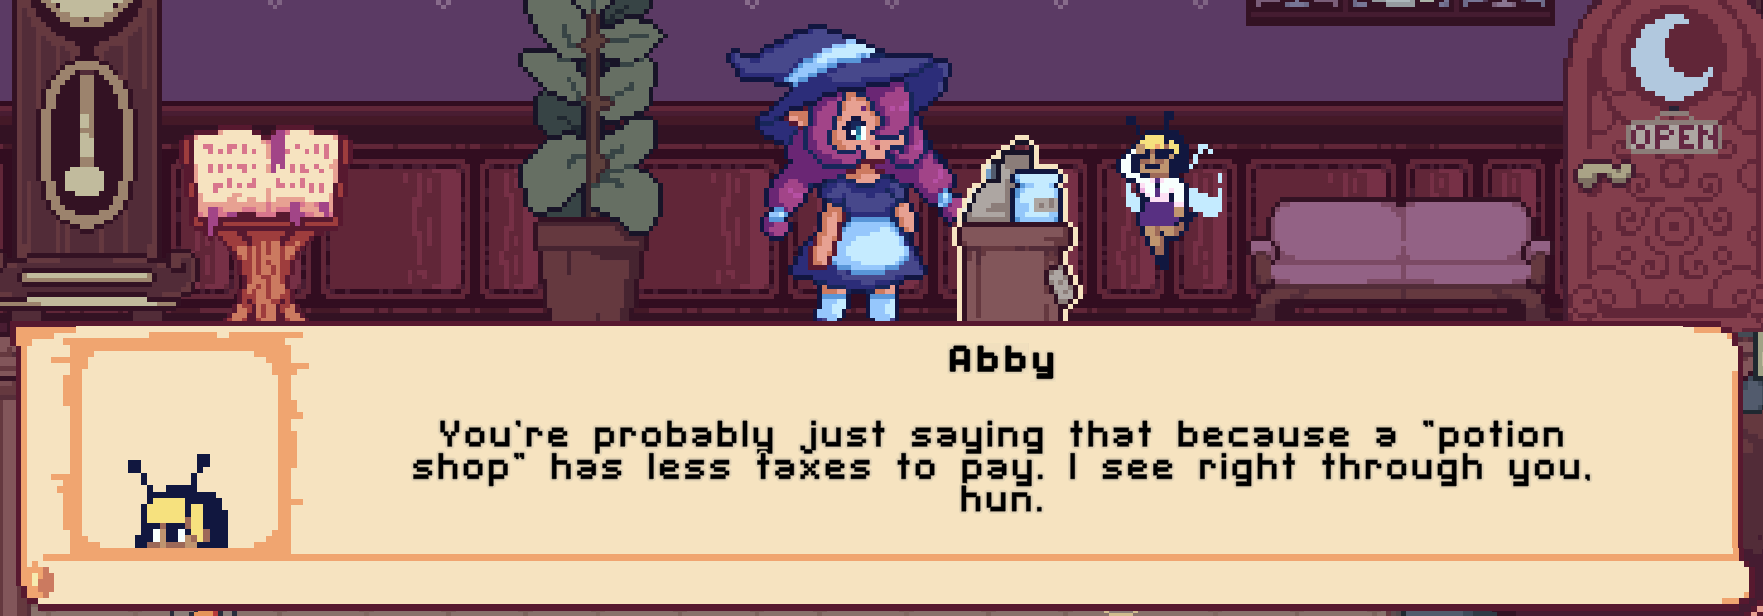 OPEN
Abby
You're probably just saying that because a "potion
shop" has less taxes to pay. I see right through you,
hun.